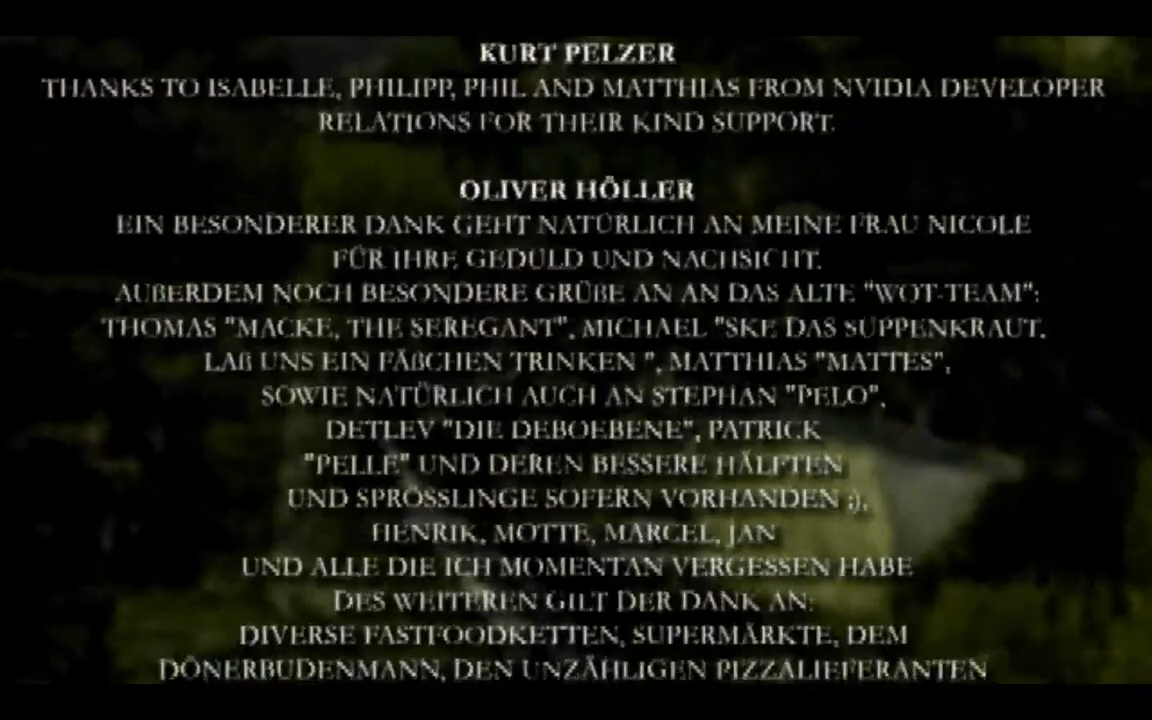 KURT PELZER
THANKS TO ISABELLE, PHILIPP, PHIL AND MATTHIAS FROM NVIDIA DEVELOPER
RELATIONS FOR THEIR KIND SUPPORT.
OLIVER HÖLLER
EIN BESONDERER DANK GEHT NATÜRLICH AN MEINE FRAU NICOLE
FÜR IHRE GEDULD UND NACHSICHT.
AUßERDEM NOCH BESONDERE GRÜßE AN AN DAS ALTE "WOT-TEAM":
THOMAS "MACKE, THE SEREGANT", MICHAEL "SKE DAS SUPPENKRAUT.
LAß UNS EIN FÄßCHEN TRINKEN ", MATTHIAS "MATTES",
SOWIE NATÜRLICH AUCH AN STEPHAN "PELO",
DETLEV "DIE DEBOEBENE", PATRICK
"PELLE" UND DEREN BESSERE HÄLFTEN
UND SPRÖSSLINGE SOFERN VORHANDEN ;),
HENRIK, MOTTE, MARCEL, JAN
UND ALLE DIE ICH MOMENTAN VERGESSEN HABE
DES WEITEREN GILT DER DANK AN:
DIVERSE FASTFOODKETTEN, SUPERMÄRKTE, DEM
DÖNERBUDENMANN, DEN UNZÄHLIGEN PIZZALIEFERANTEN